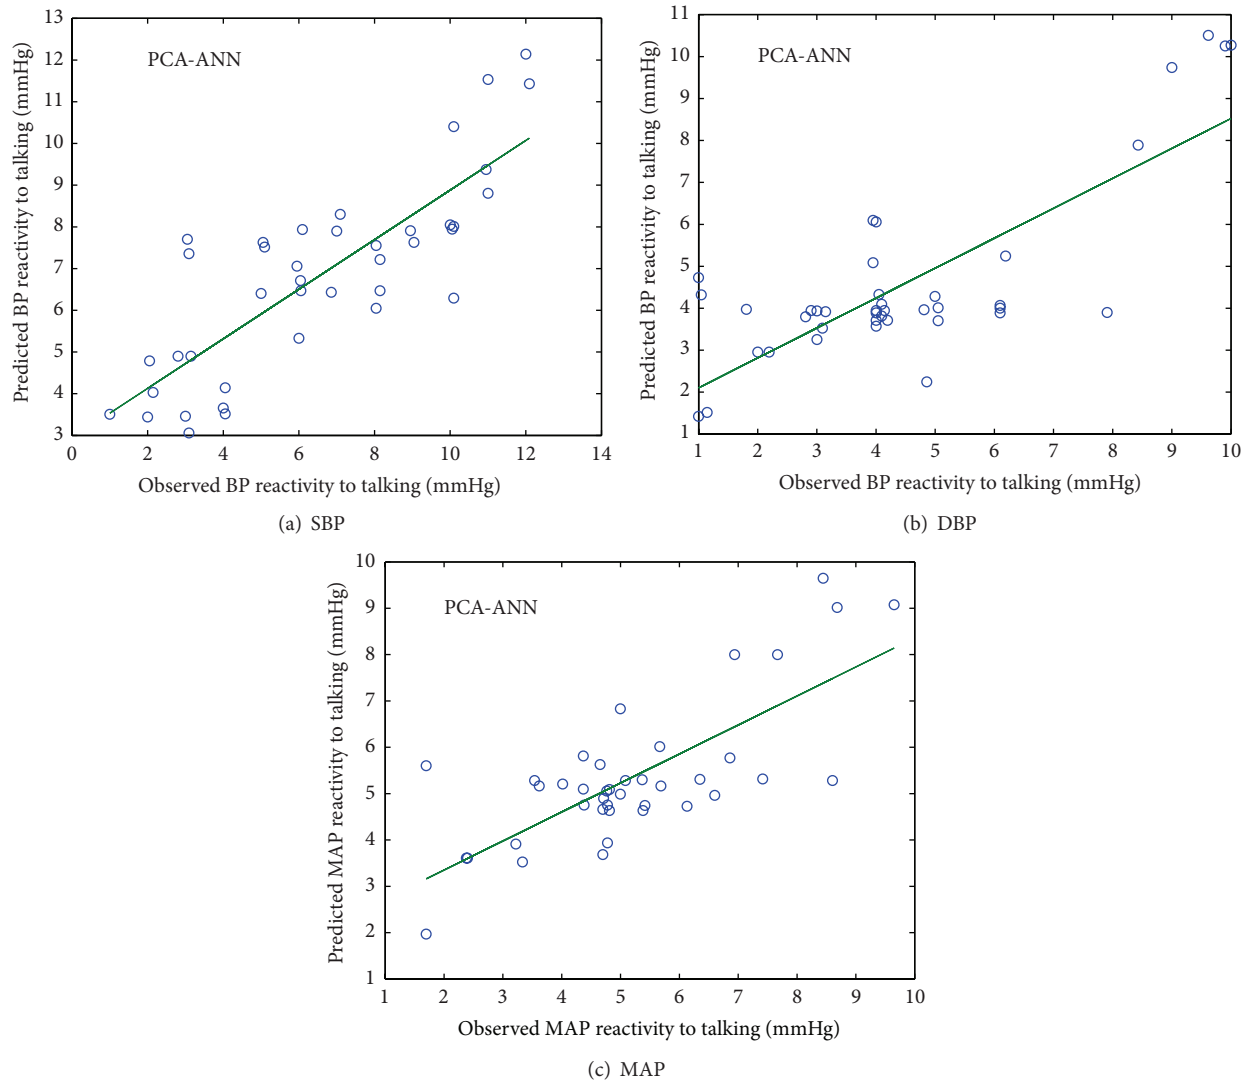 13
12
11
10
9
8
7
6
5
4
3
0 2 4 6 8 10 12 14
PCA-ANN
Predicted BP reactivity to talking (mmHg)
Observed BP reactivity to talking (mmHg)
(a) SBP
11
10
9
8
7
6
5
4
3
2
1
1 2 3 4 5 6 7 8 9 10
PCA-ANN
Predicted BP reactivity to talking (mmHg)
Observed BP reactivity to talking (mmHg)
(b) DBP
10
9
8
7
6
5
4
3
2
1
1 2 3 4 5 6 7 8 9 10
PCA-ANN
Predicted MAP reactivity to talking (mmHg)
Observed MAP reactivity to talking (mmHg)
(c) MAP